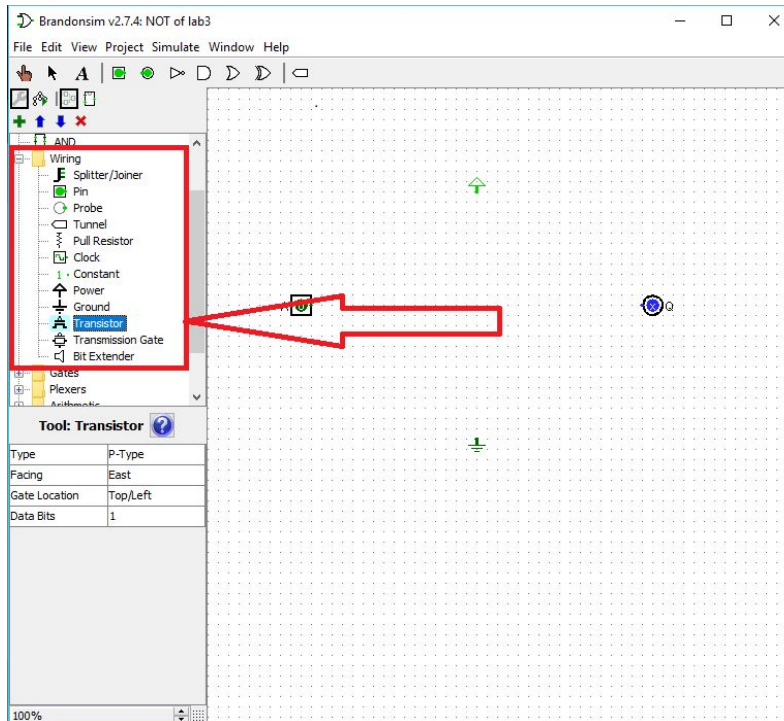 Brandonsim v2.7.4: NOT of lab3
File Edit View Project Simulate Window Help
A
AND
Wiring
Splitter/Joiner
Pin
Probe
Tunnel
Pull Resistor
Clock
1 Constant
Power
Ground
Transistor
Transmission Gate
Bit Extender
Gates
Plexers
Arithmetic
Tool: Transistor ?
Type P-Type
Facing East
Gate Location Top/Left
Data Bits 1
100%
x Q